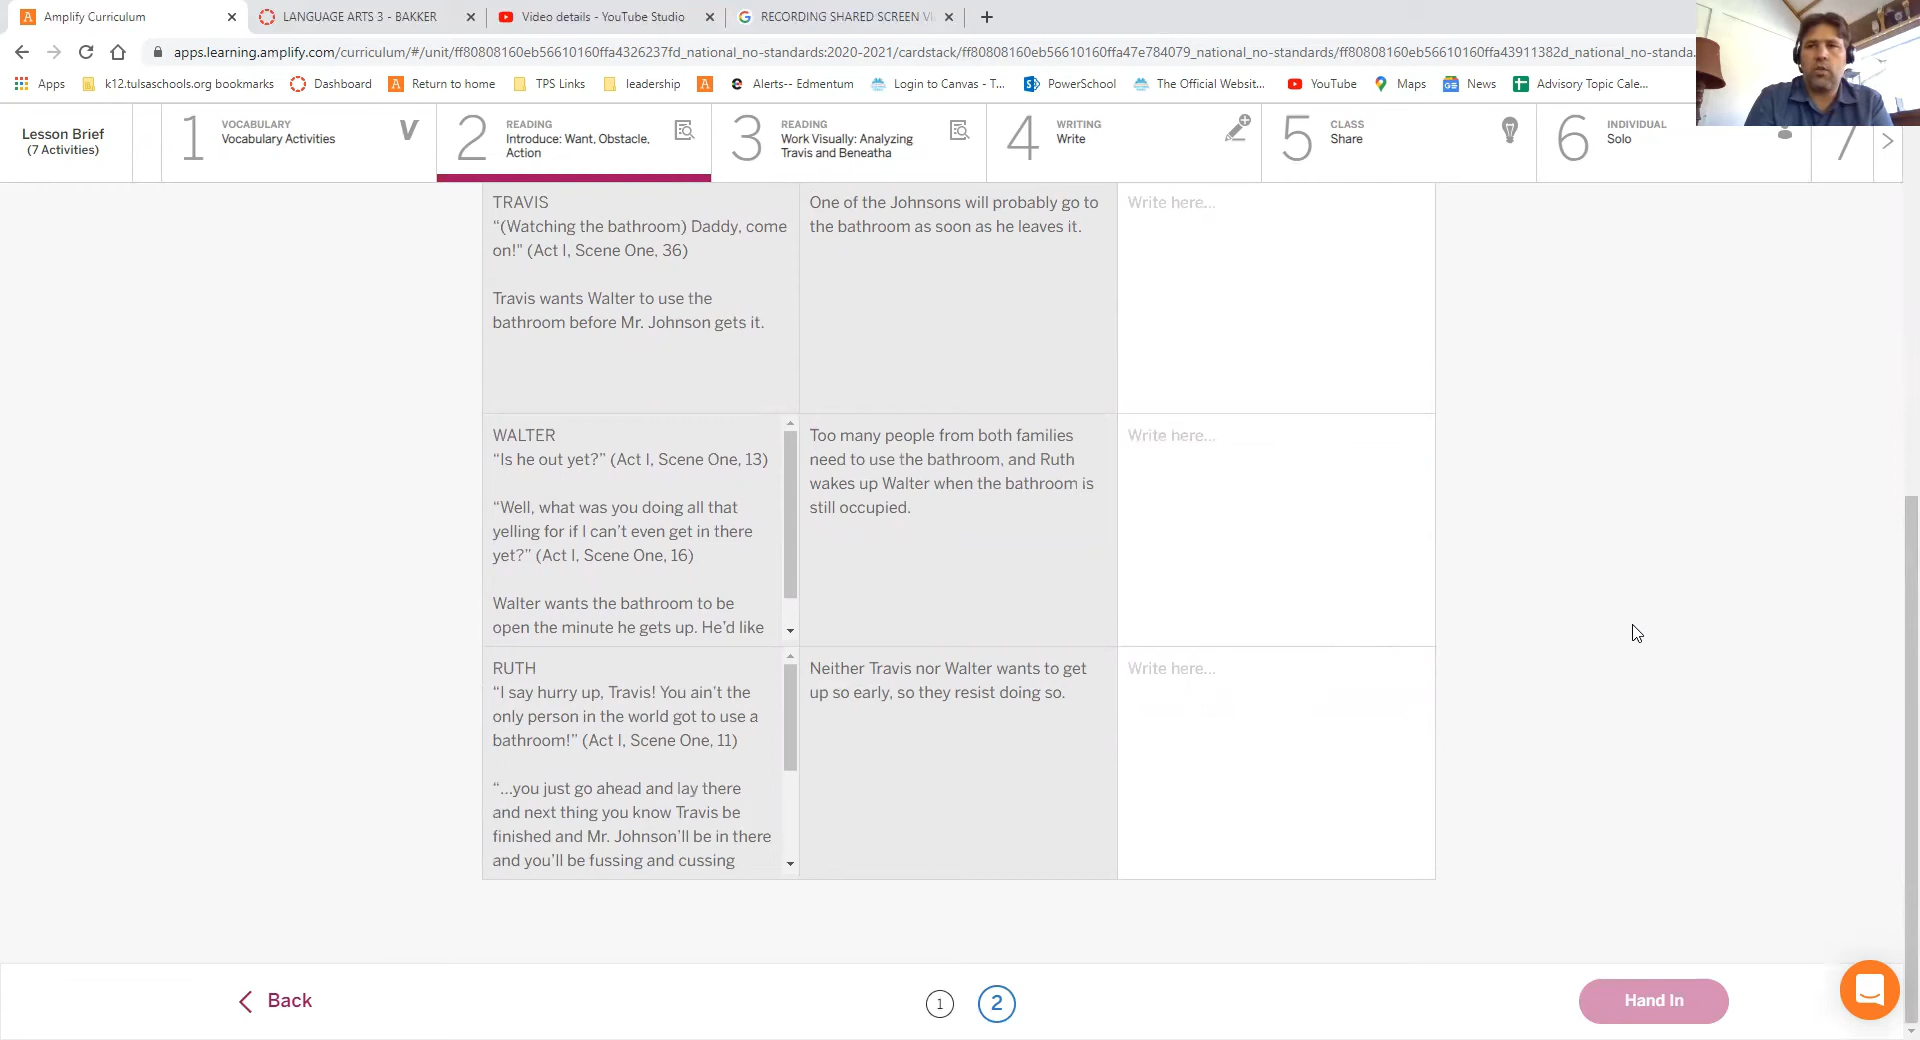 Amplify Curriculum
LANGUAGE ARTS 3 - BAKKER
Video details - YouTube Studio
RECORDING SHARED SCREEN VI
apps.learning.amplify.com/curriculum/#/unit/ff80808160eb56610160ffa4326237fd_national_no-standards:2020-2021/cardstack/ff80808160eb56610160ffa47e784079_national_no-standards/ff80808160eb56610160ffa43911382d_national_no-standa...
Apps
k12.tulsaschools.org bookmarks
Dashboard
Return to home
TPS Links
leadership
Alerts-- Edmentum
Login to Canvas - T...
PowerSchool
The Official Websit...
YouTube
Maps
News
Advisory Topic Cale...
Lesson Brief
(7 Activities)
1
VOCABULARY
Vocabulary Activities
V
2
READING
Introduce: Want, Obstacle,
Action
3
READING
Work Visually: Analyzing
Travis and Beneatha
4
WRITING
Write
5
CLASS
Share
6
INDIVIDUAL
Solo
7
TRAVIS
“(Watching the bathroom) Daddy, come
on!" (Act I, Scene One, 36)
Travis wants Walter to use the
bathroom before Mr. Johnson gets it.
One of the Johnsons will probably go to
the bathroom as soon as he leaves it.
Write here...
WALTER
“Is he out yet?” (Act I, Scene One, 13)
“Well, what was you doing all that
yelling for if I can’t even get in there
yet?” (Act I, Scene One, 16)
Walter wants the bathroom to be
open the minute he gets up. He’d like
Too many people from both families
need to use the bathroom, and Ruth
wakes up Walter when the bathroom is
still occupied.
Write here...
RUTH
“I say hurry up, Travis! You ain’t the
only person in the world got to use a
bathroom!” (Act I, Scene One, 11)
“...you just go ahead and lay there
and next thing you know Travis be
finished and Mr. Johnson’ll be in there
and you’ll be fussing and cussing
Neither Travis nor Walter wants to get
up so early, so they resist doing so.
Write here...
Back
1
2
Hand In